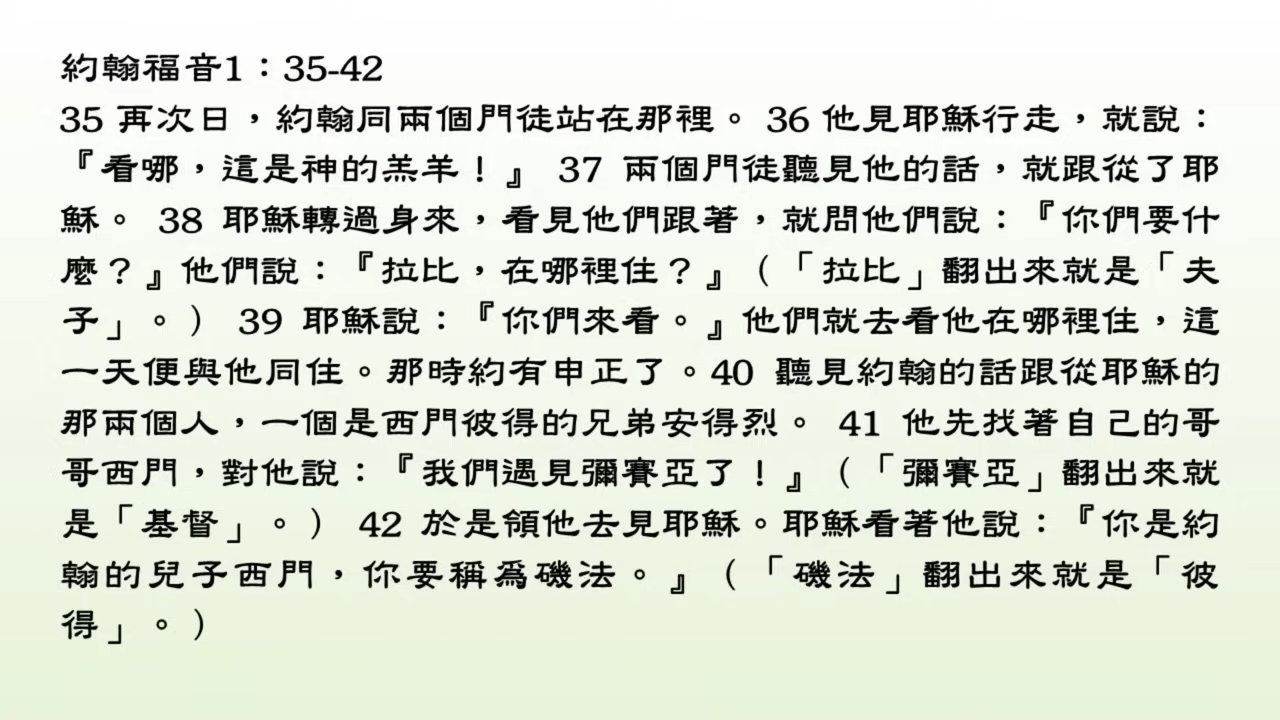 約翰福音1：35-42
35 再次日，約翰同兩個門徒站在那裡。 36 他見耶穌行走，就說：
『看哪，這是神的羔羊！』 37 兩個門徒聽見他的話，就跟從了耶
穌。 38 耶穌轉過身來，看見他們跟著，就問他們說：『你們要什
麼？』他們說：『拉比，在哪裡住？』（「拉比」翻出來就是「夫
子」。） 39 耶穌說：『你們來看。』他們就去看他在哪裡住，這
一天便與他同住。那時約有申正了。40 聽見約翰的話跟從耶穌的
那兩個人，一個是西門彼得的兄弟安得烈。 41 他先找著自己的哥
哥西門，對他說：『我們遇見彌賽亞了！』（「彌賽亞」翻出來就
是「基督」。） 42 於是領他去見耶穌。耶穌看著他說：『你是約
翰的兒子西門，你要稱為磯法。』（「磯法」翻出來就是「彼
得」。）